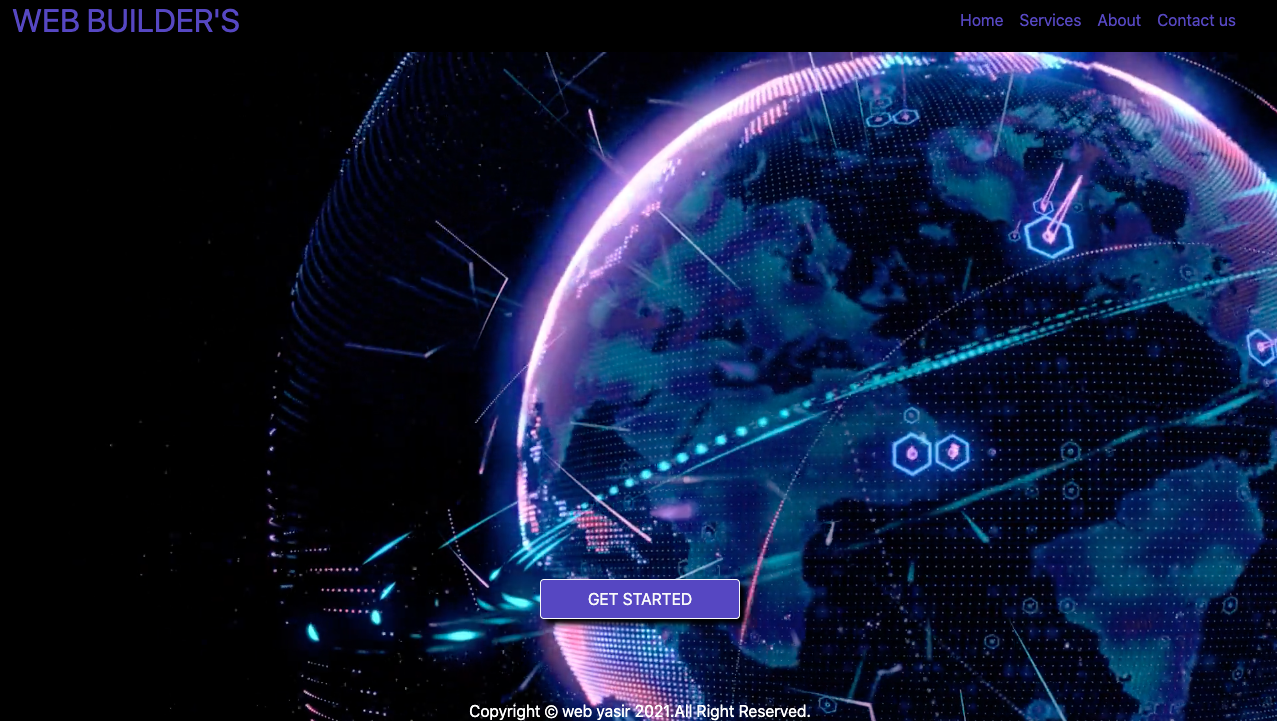 WEB BUILDER'S
Home Services About Contact us
GET STARTED
Copyright © web yasir 2021.All Right Reserved.